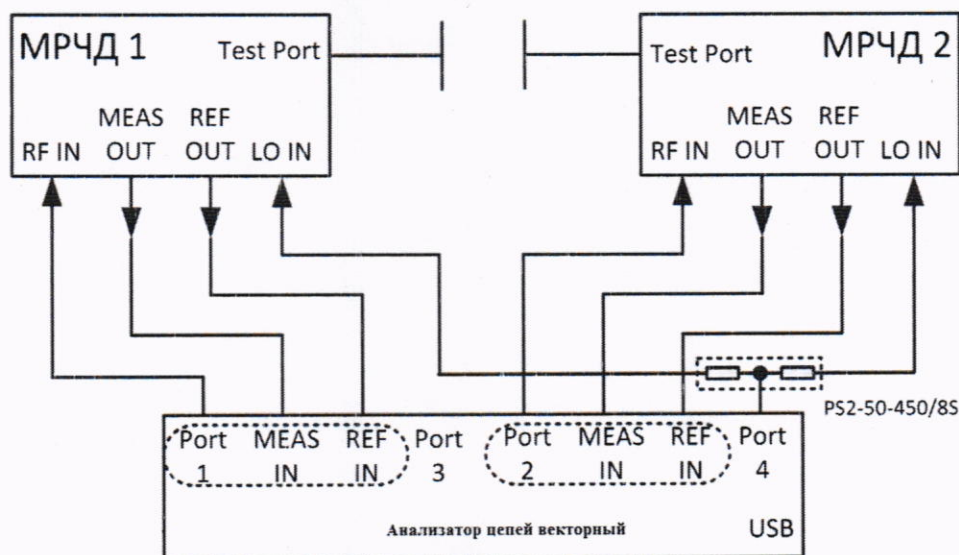 МРЧД 1
Test Port
MEAS REF
RF IN OUT OUT LO IN
Test Port
МРЧД 2
MEAS REF
RF IN OUT OUT LO IN
PS2-50-450/8S
Port MEAS REF Port Port MEAS REF Port
1 IN IN 3 2 IN IN 4
Анализатор цепей векторный
USB